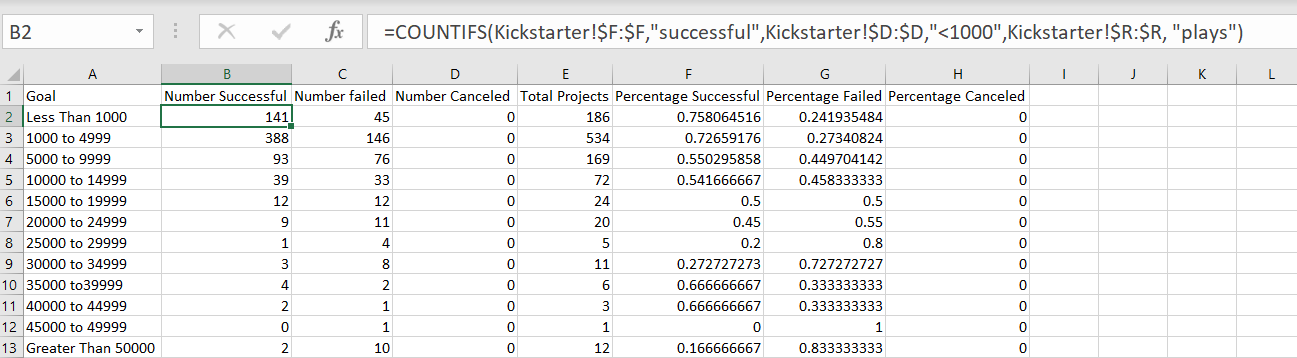 B2 fx =COUNTIFS(Kickstarter!$F:$F,"successful",Kickstarter!$D:$D,"<1000",Kickstarter!$R:$R, "plays")
A B C D E F G H I J K L
1 Goal Number Successful Number failed Number Canceled Total Projects Percentage Successful Percentage Failed Percentage Canceled
2 Less Than 1000 141 45 0 186 0.758064516 0.241935484 0
3 1000 to 4999 388 146 0 534 0.72659176 0.27340824 0
4 5000 to 9999 93 76 0 169 0.550295858 0.449704142 0
5 10000 to 14999 39 33 0 72 0.541666667 0.458333333 0
6 15000 to 19999 12 12 0 24 0.5 0.5 0
7 20000 to 24999 9 11 0 20 0.45 0.55 0
8 25000 to 29999 1 4 0 5 0.2 0.8 0
9 30000 to 34999 3 8 0 11 0.272727273 0.727272727 0
10 35000 to39999 4 2 0 6 0.666666667 0.333333333 0
11 40000 to 44999 2 1 0 3 0.666666667 0.333333333 0
12 45000 to 49999 0 1 0 1 0 1 0
13 Greater Than 50000 2 10 0 12 0.166666667 0.833333333 0